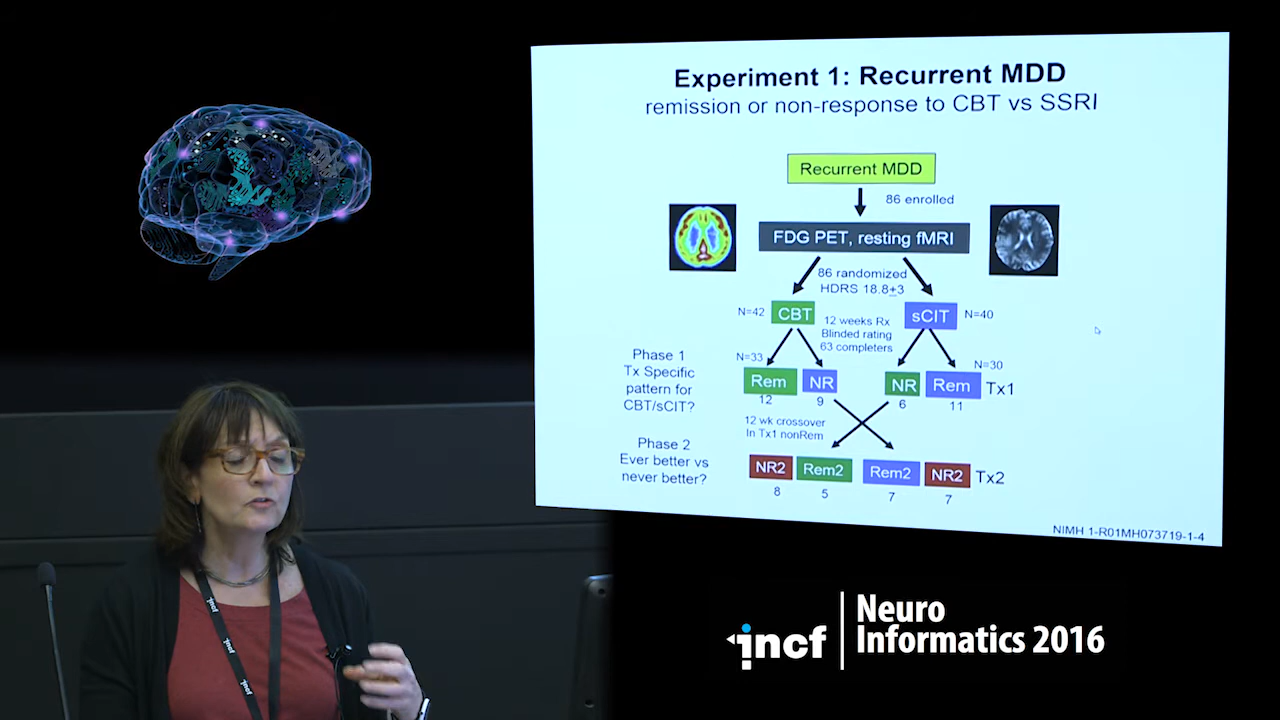 Experiment 1: Recurrent MDD
remission or non-response to CBT vs SSRI
Recurrent MDD
86 enrolled
FDG PET, resting fMRI
86 randomized
HDRS 18.8±3
N=42
CBT
12 weeks Rx
Blinded rating
63 completers
sCIT
N=40
Phase 1
Tx Specific
pattern for
CBT/sCIT?
N=33
N=30
Rem
NR
NR
Rem
Tx1
12
9
6
11
12 wk crossover
In Tx1 nonRem
Phase 2
Ever better vs
never better?
NR2
Rem2
Rem2
NR2
Tx2
8
5
7
7
NIMH 1-R01MH073719-1-4
incf
Neuro
Informatics 2016
incf
incf
incf